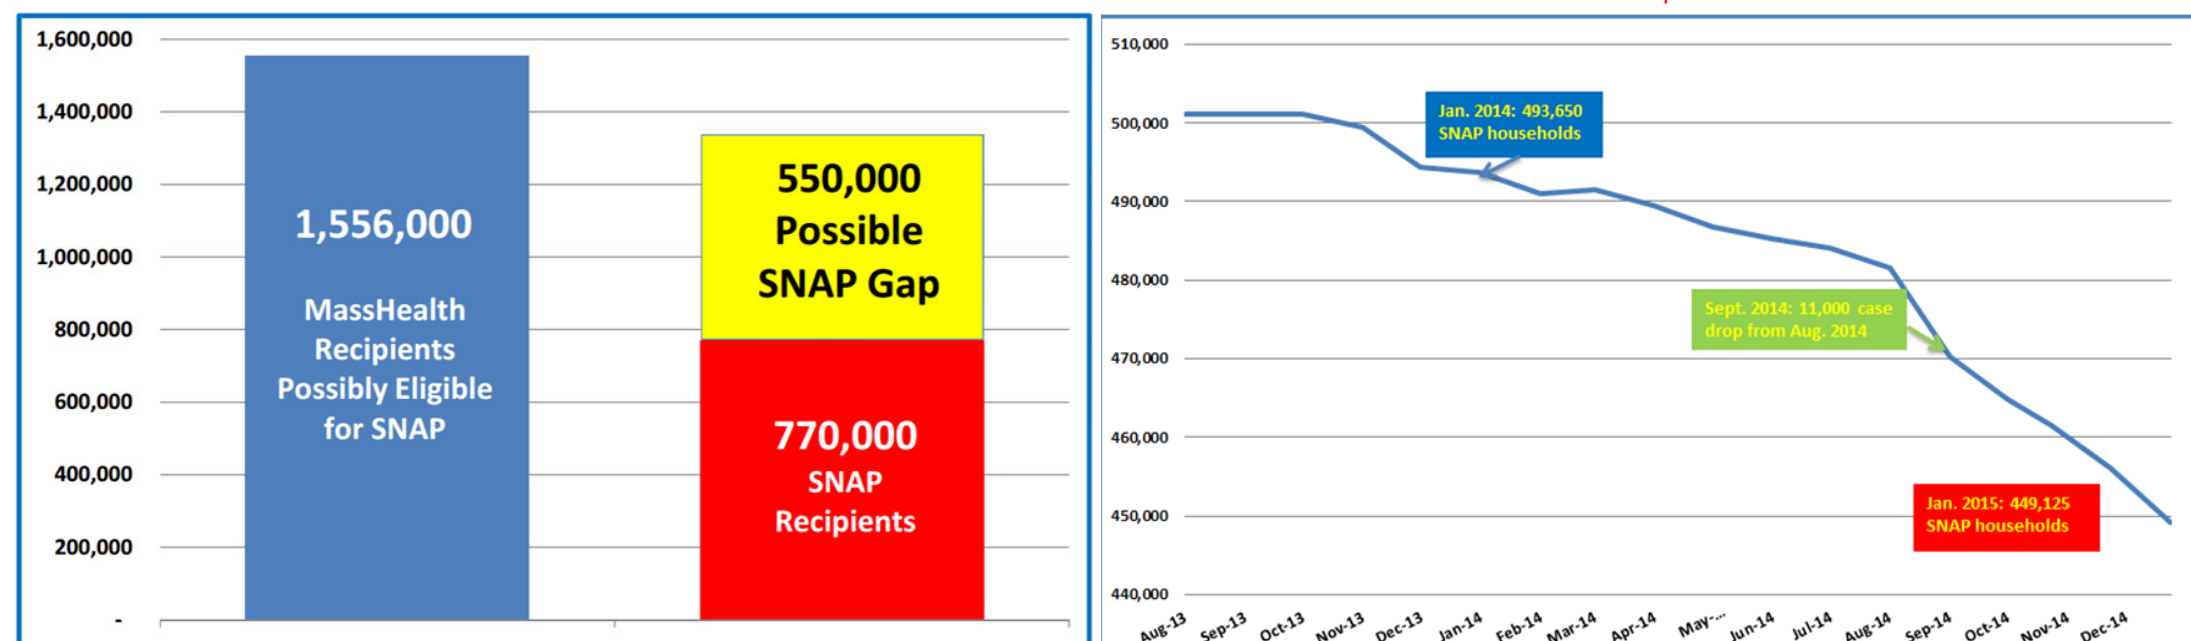 1,600,000
1,400,000
1,200,000
1,000,000
800,000
600,000
400,000
200,000
-
1,556,000
MassHealth
Recipients
Possibly Eligible
for SNAP
550,000
Possible
SNAP Gap
770,000
SNAP
Recipients
510,000
500,000
490,000
480,000
470,000
460,000
450,000
440,000
Jan. 2014: 493,650
SNAP households
Sept. 2014: 11,000 case
drop from Aug. 2014
Jan. 2015: 449,125
SNAP households
Aug-13
Sep-13
Oct-13
Nov-13
Dec-13
Jan-14
Feb-14
Mar-14
Apr-14
May-...
Jun-14
Jul-14
Aug-14
Sep-14
Oct-14
Nov-14
Dec-14